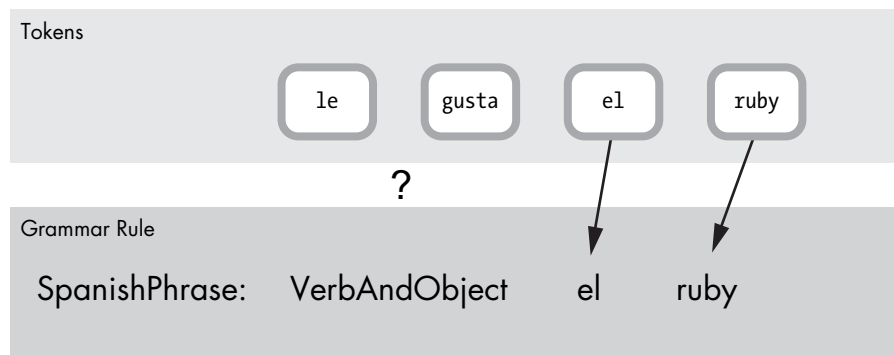 Tokens
le gusta el ruby
?
Grammar Rule
SpanishPhrase: VerbAndObject el ruby